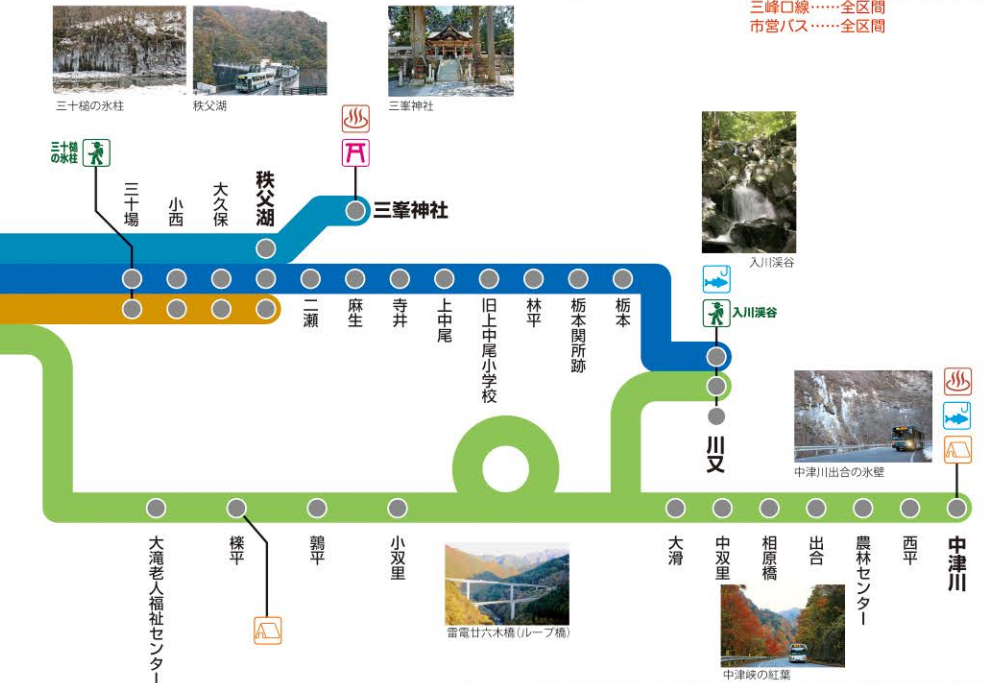 三峰口線……全区間
市営バス……全区間
三十槌の氷柱
秩父湖
三峯神社
三十槌
の氷柱
三十場
小西
大久保
秩父湖
三峯神社
入川渓谷
入川渓谷
二瀬
麻生
寺井
上中尾
旧上中尾小学校
林平
栃本関所跡
栃本
川又
中津川出合の氷壁
大滝老人福祉センター
櫟平
鶉平
小双里
大滑
中双里
相原橋
出合
農林センター
西平
中津川
雷電廿六木橋(ループ橋)
中津峡の紅葉